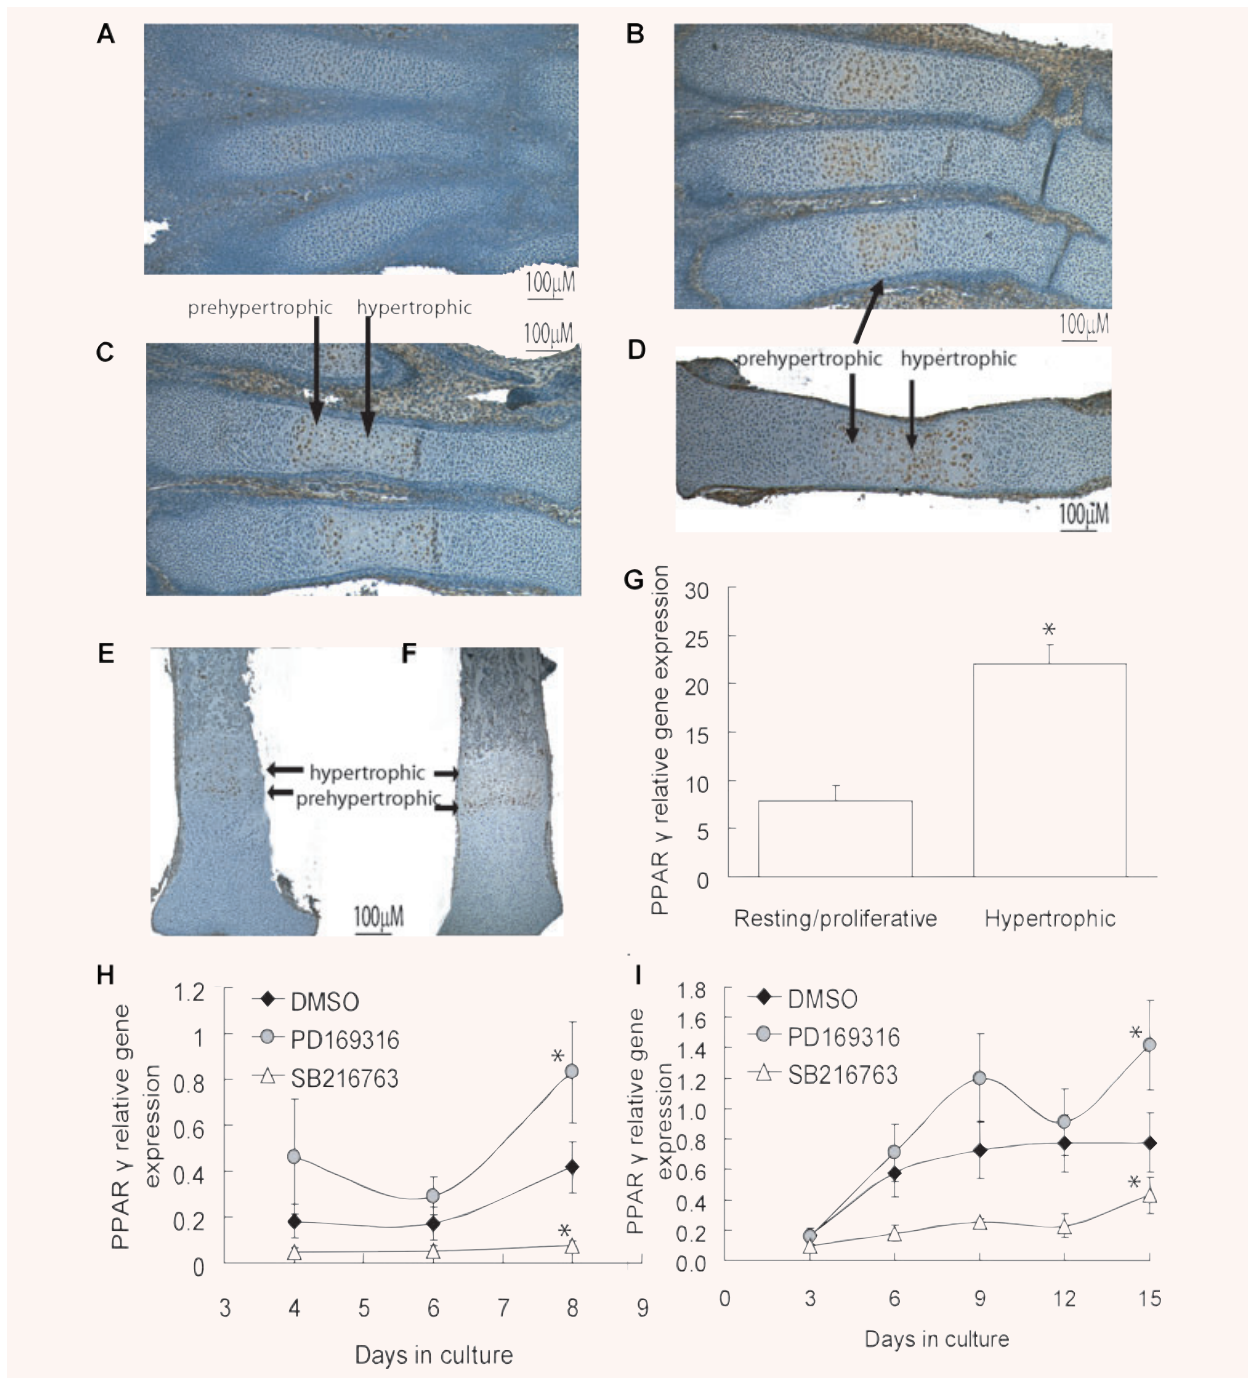 A
B
100μM
prehypertrophic hypertrophic
100μM
100μM
C
D
prehypertrophic hypertrophic
100μM
E
F
hypertrophic
prehypertrophic
100μM
G
PPAR γ relative gene expression
30
25
20
15
10
5
0
*
Resting/proliferative Hypertrophic
H
PPAR γ relative gene
expression
1.2
1
0.8
0.6
0.4
0.2
0
DMSO
PD169316
SB216763
*
*
3 4 5 6 7 8 9
Days in culture
I
PPAR γ relative gene
expression
1.8
1.6
1.4
1.2
1.0
0.8
0.6
0.4
0.2
0.0
DMSO
PD169316
SB216763
*
*
0 3 6 9 12 15
Days in culture